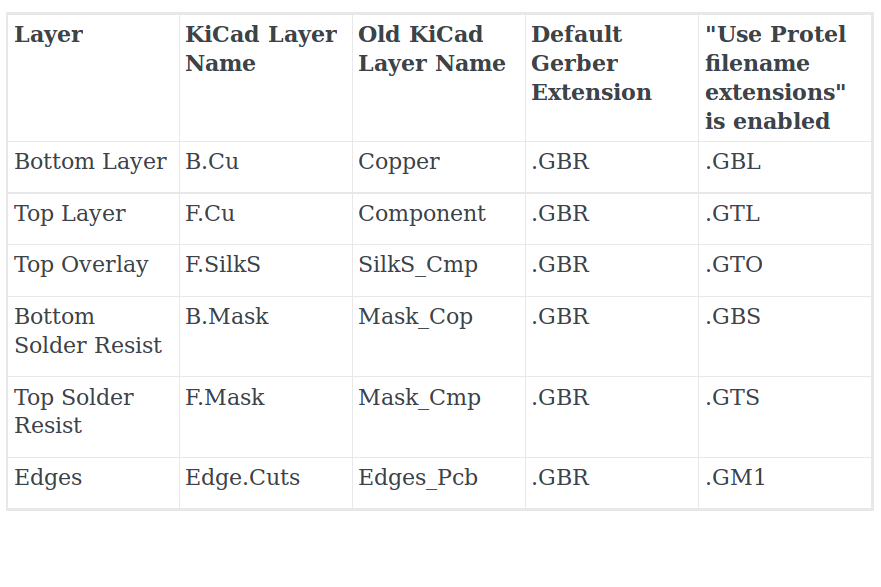 Layer KiCad Layer Name Old KiCad Layer Name Default Gerber Extension "Use Protel filename extensions" is enabled
Bottom Layer B.Cu Copper .GBR .GBL
Top Layer F.Cu Component .GBR .GTL
Top Overlay F.SilkS SilkS_Cmp .GBR .GTO
Bottom Solder Resist B.Mask Mask_Cop .GBR .GBS
Top Solder Resist F.Mask Mask_Cmp .GBR .GTS
Edges Edge.Cuts Edges_Pcb .GBR .GM1